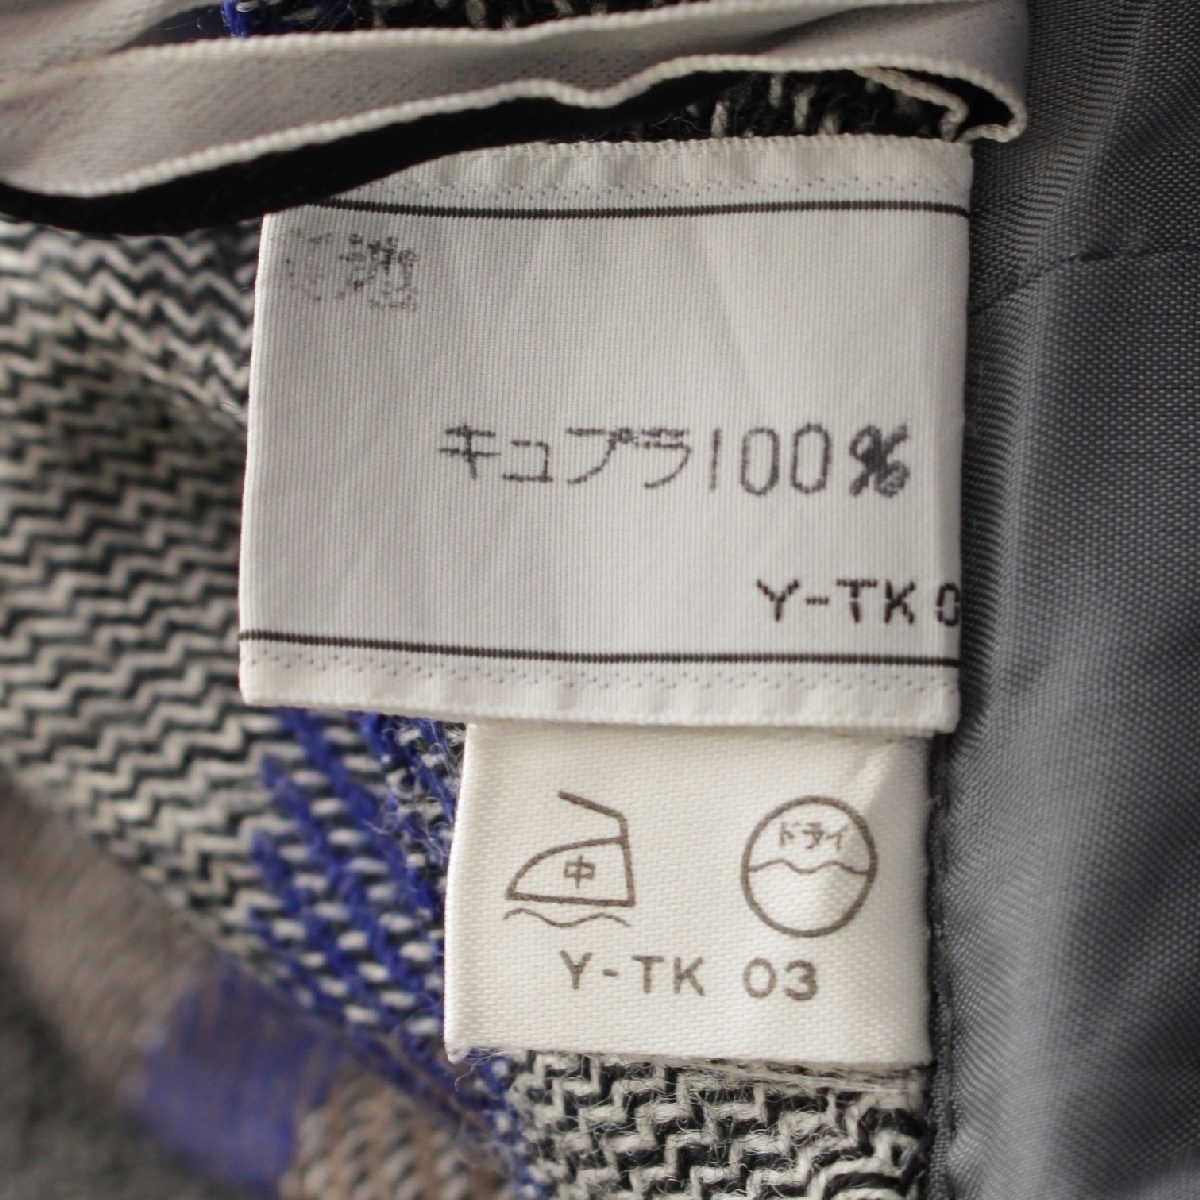 キュプラ100%
Y-TK 0
中
ドライ
Y-TK 03